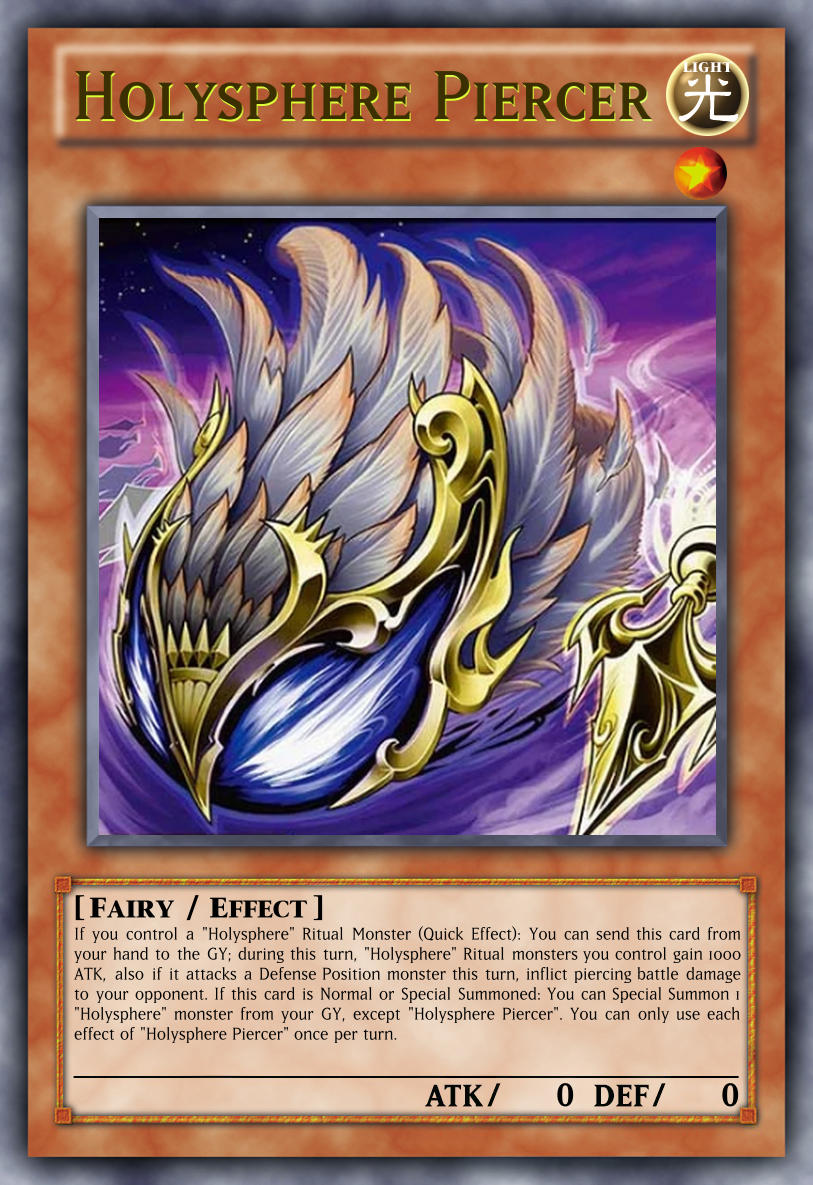 Holysphere Piercer
LIGHT
光
[ Fairy / Effect ]
If you control a "Holysphere" Ritual Monster (Quick Effect): You can send this card from
your hand to the GY; during this turn, "Holysphere" Ritual monsters you control gain 1000
ATK, also if it attacks a Defense Position monster this turn, inflict piercing battle damage
to your opponent. If this card is Normal or Special Summoned: You can Special Summon 1
"Holysphere" monster from your GY, except "Holysphere Piercer". You can only use each
effect of "Holysphere Piercer" once per turn.
ATK/ 0 DEF/ 0